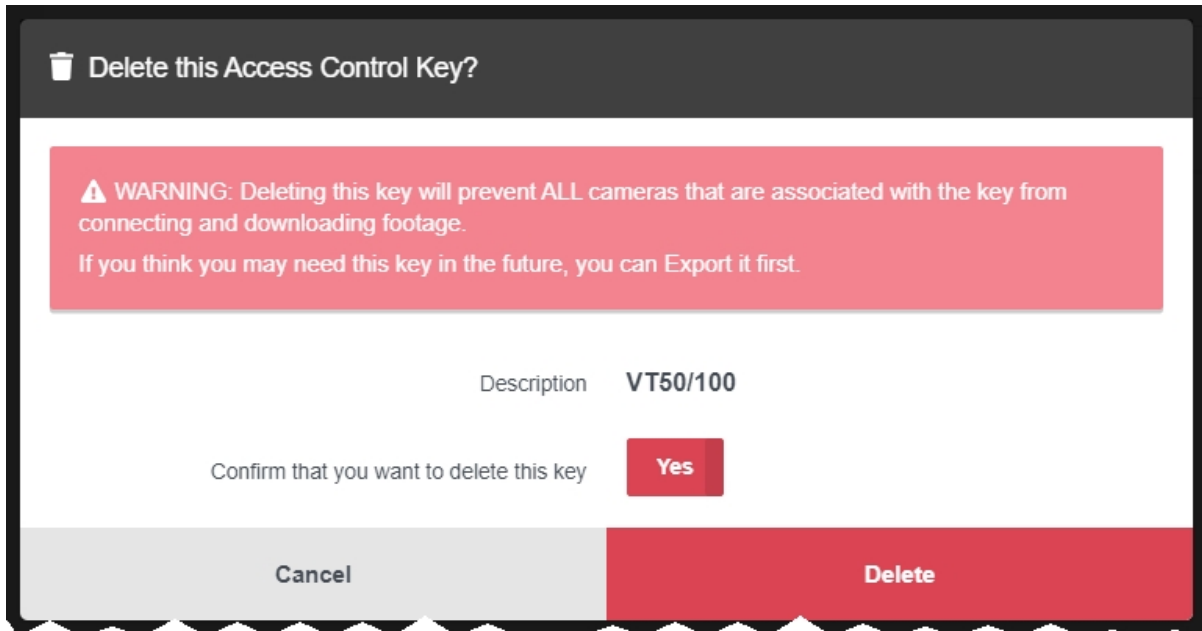 Delete this Access Control Key?
WARNING: Deleting this key will prevent ALL cameras that are associated with the key from
connecting and downloading footage.
If you think you may need this key in the future, you can Export it first.
Description VT50/100
Confirm that you want to delete this key Yes
Cancel Delete